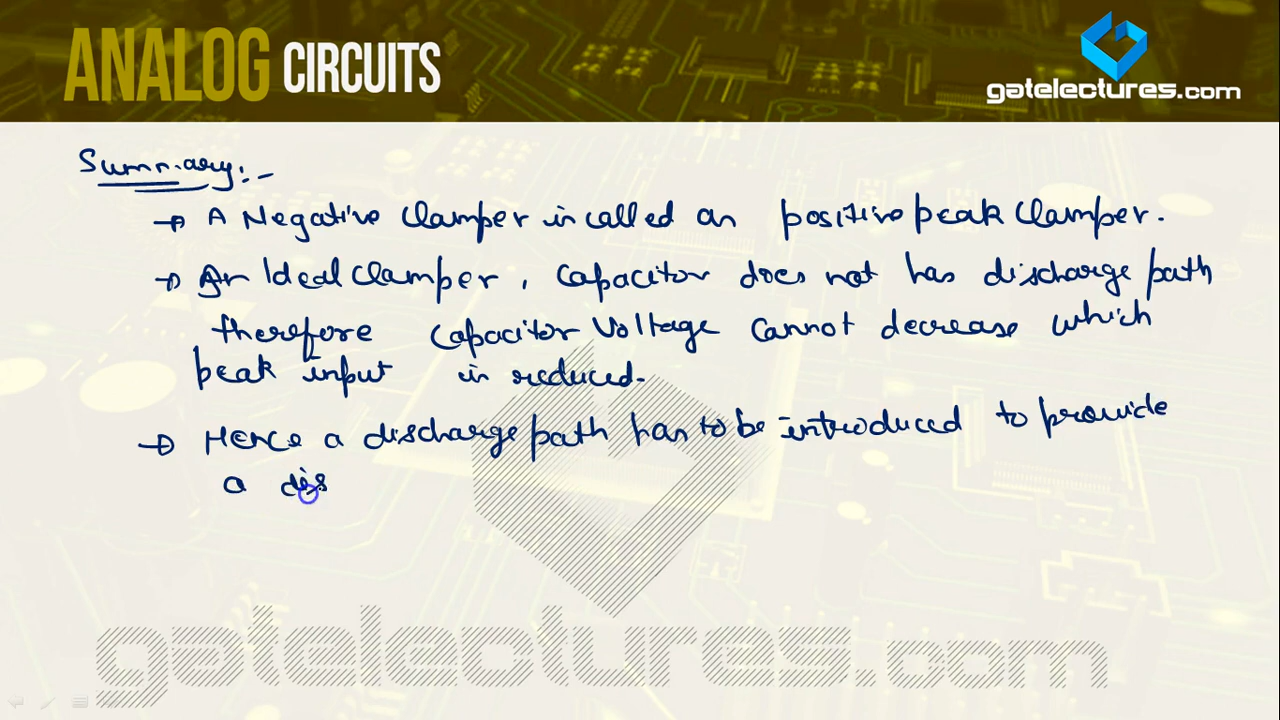 ANALOG CIRCUITS
gatelectures.com
Summary:-
→ A Negative Clamper is called as positive peak Clamper.
→ An Ideal Clamper, Capacitor does not has discharge path
therefore Capacitor Voltage Cannot decrease which
peak input is reduced.
→ Hence a discharge path has to be introduced to provide
a dis
gatelectures.com